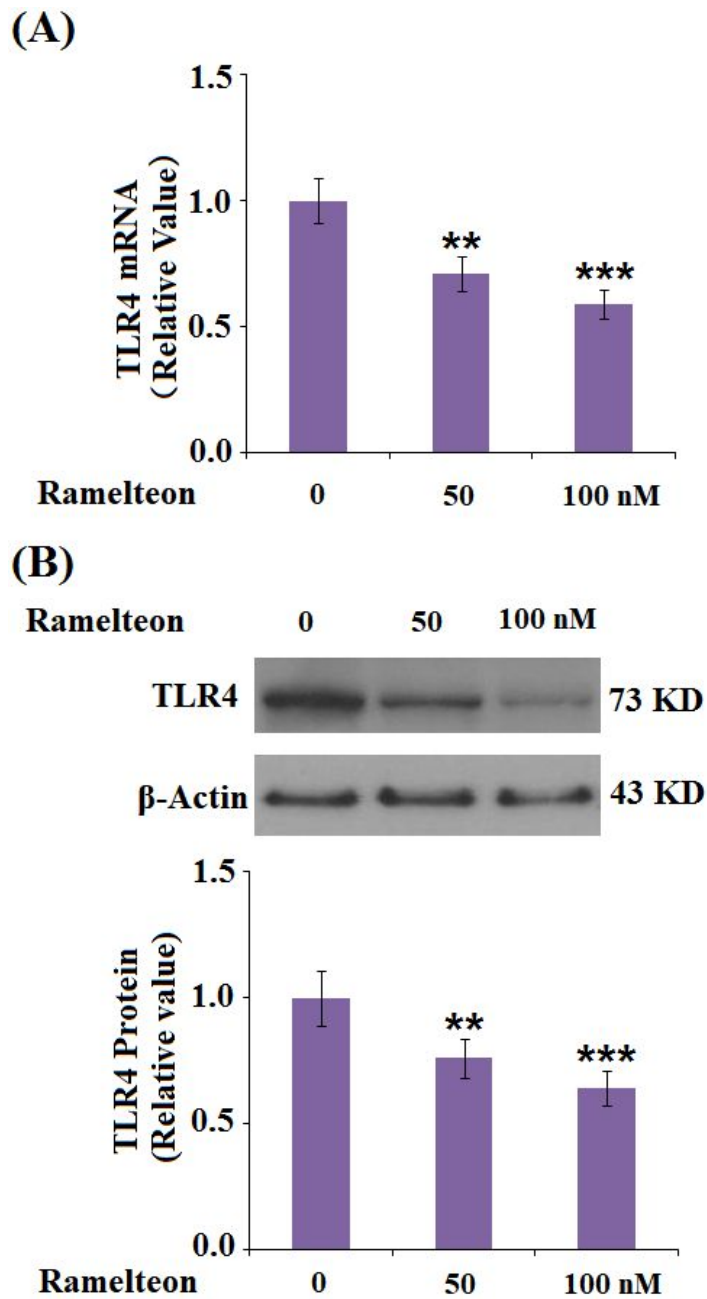 (A)
TLR4 mRNA
(Relative Value)
1.5
1.0
0.5
0.0
**
***
Ramelteon 0 50 100 nM
(B)
Ramelteon 0 50 100 nM
TLR4 73 KD
β-Actin 43 KD
TLR4 Protein
(Relative value)
1.5
1.0
0.5
0.0
**
***
Ramelteon 0 50 100 nM